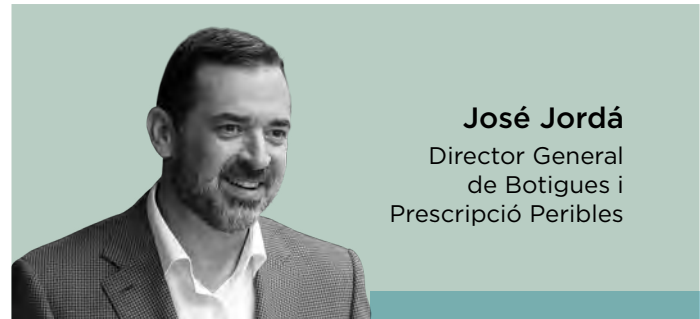 José Jordá
Director General
de Botigues i
Prescripció Peribles